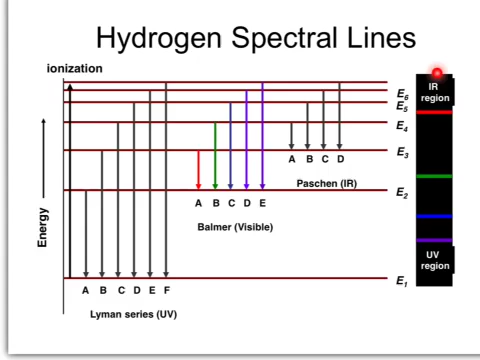 Hydrogen Spectral Lines
ionization
E6
E5
E4
E3
E2
E1
IR
region
A B C D
Paschen (IR)
A B C D E
Balmer (Visible)
Energy
UV
region
A B C D E F
Lyman series (UV)